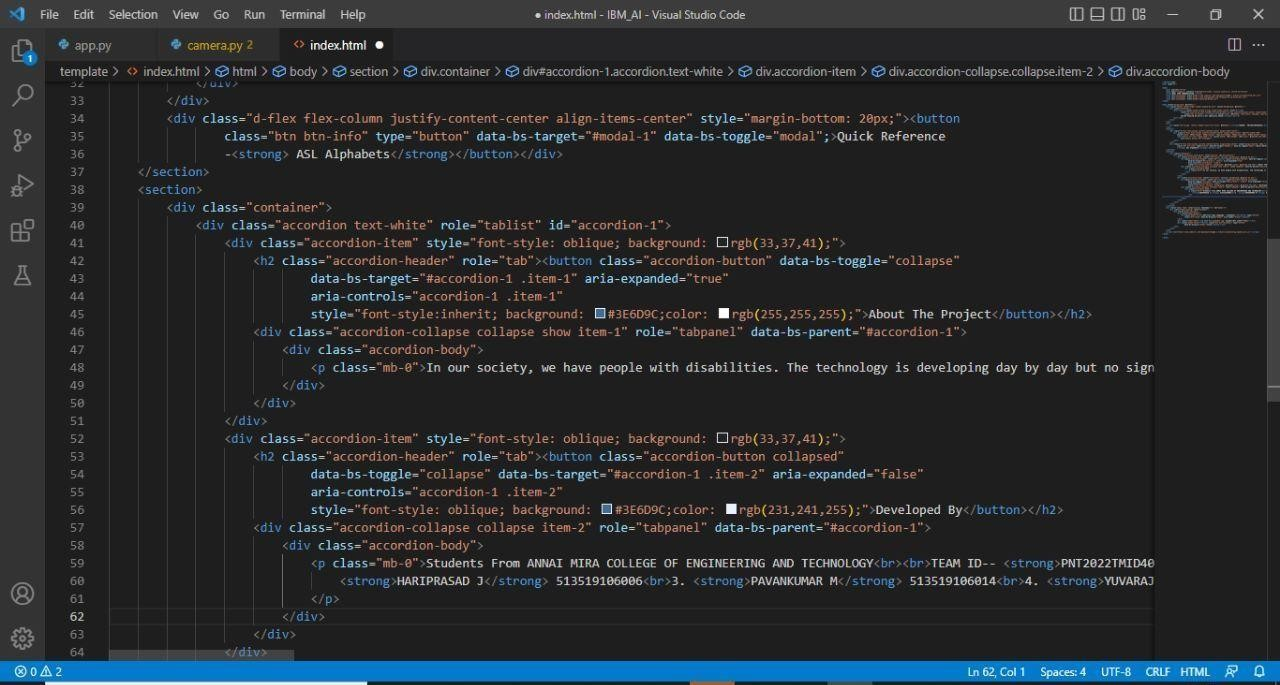 File Edit Selection View Go Run Terminal Help ● index.html - IBM_AI - Visual Studio Code
1
app.py camera.py 2 <> index.html ●
template > <> index.html > html > body > section > div.container > div#accordion-1.accordion.text-white > div.accordion-item > div.accordion-collapse.collapse.item-2 > div.accordion-body
32 </div>
33 </div>
34 <div class="d-flex flex-column justify-content-center align-items-center" style="margin-bottom: 20px;"><button
35 class="btn btn-info" type="button" data-bs-target="#modal-1" data-bs-toggle="modal";>Quick Reference
36 -<strong> ASL Alphabets</strong></button></div>
37 </section>
38 <section>
39 <div class="container">
40 <div class="accordion text-white" role="tablist" id="accordion-1">
41 <div class="accordion-item" style="font-style: oblique; background: rgb(33,37,41);">
42 <h2 class="accordion-header" role="tab"><button class="accordion-button" data-bs-toggle="collapse"
43 data-bs-target="#accordion-1 .item-1" aria-expanded="true"
44 aria-controls="accordion-1 .item-1"
45 style="font-style:inherit; background: #3E6D9C;color: rgb(255,255,255);">About The Project</button></h2>
46 <div class="accordion-collapse collapse show item-1" role="tabpanel" data-bs-parent="#accordion-1">
47 <div class="accordion-body">
48 <p class="mb-0">In our society, we have people with disabilities. The technology is developing day by day but no sign
49 </div>
50 </div>
51 </div>
52 <div class="accordion-item" style="font-style: oblique; background: rgb(33,37,41);">
53 <h2 class="accordion-header" role="tab"><button class="accordion-button collapsed"
54 data-bs-toggle="collapse" data-bs-target="#accordion-1 .item-2" aria-expanded="false"
55 aria-controls="accordion-1 .item-2"
56 style="font-style: oblique; background: #3E6D9C;color: rgb(231,241,255);">Developed By</button></h2>
57 <div class="accordion-collapse collapse item-2" role="tabpanel" data-bs-parent="#accordion-1">
58 <div class="accordion-body">
59 <p class="mb-0">Students From ANNAI MIRA COLLEGE OF ENGINEERING AND TECHNOLOGY<br><br>TEAM ID-- <strong>PNT2022TMID40
60 <strong>HARIPRASAD J</strong> 513519106006<br>3. <strong>PAVANKUMAR M</strong> 513519106014<br>4. <strong>YUVARAJ
61 </p>
62 </div>
63 </div>
64 </div>
0 2 Ln 62, Col 1 Spaces: 4 UTF-8 CRLF HTML